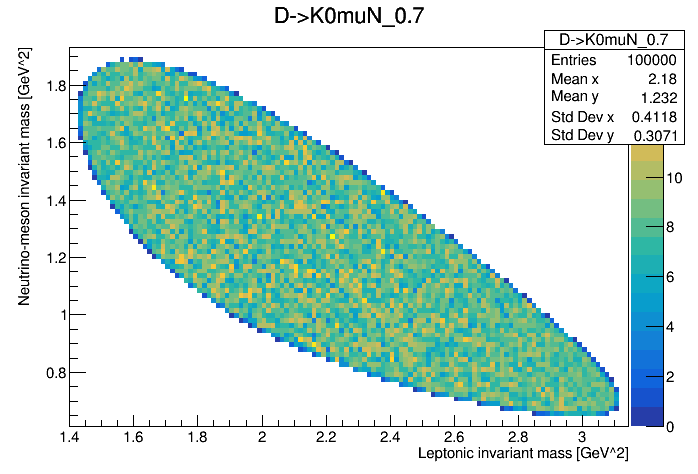 D->K0muN_0.7
D->K0muN_0.7
Entries 100000
Mean x 2.18
Mean y 1.232
Std Dev x 0.4118
Std Dev y 0.3071
Neutrino-meson invariant mass [GeV^2]
1.8
1.6
1.4
1.2
1
0.8
10
8
6
4
2
0
1.4 1.6 1.8 2 2.2 2.4 2.6 2.8 3
Leptonic invariant mass [GeV^2]